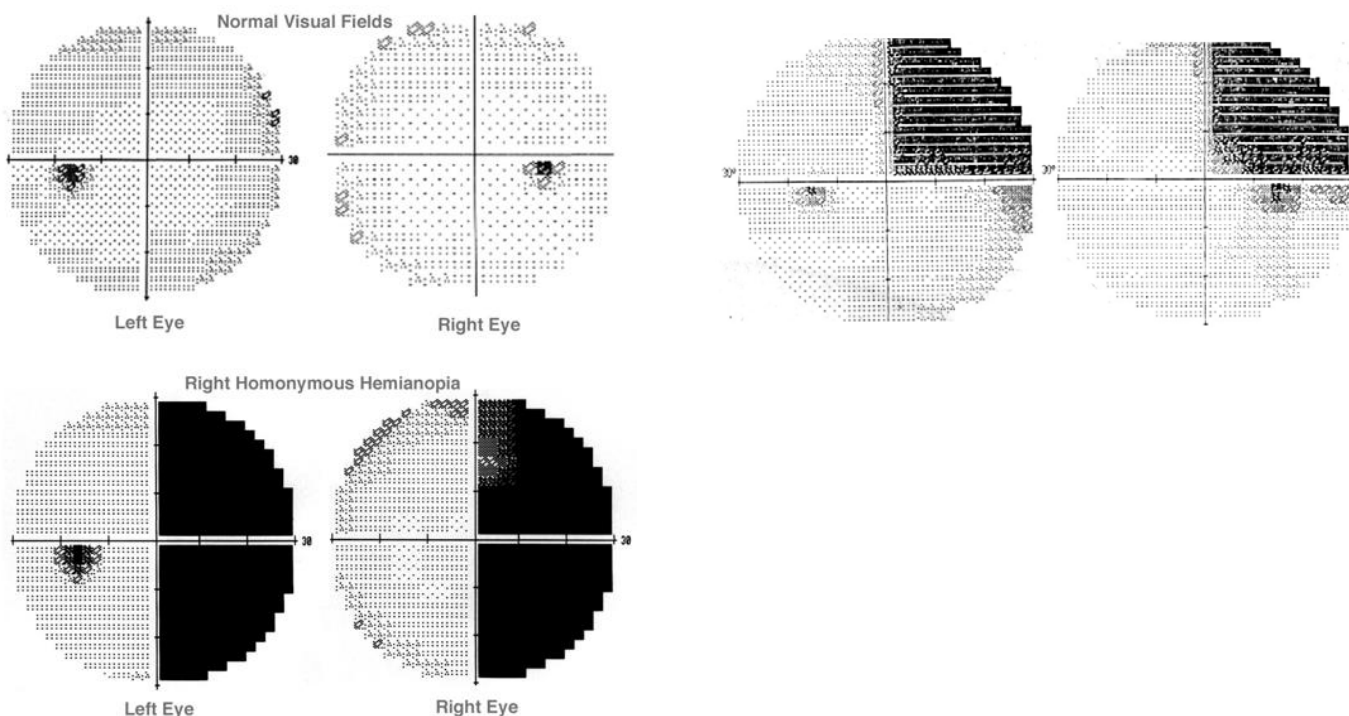 Normal Visual Fields
30
Left Eye
Right Eye
30°
30°
Right Homonymous Hemianopia
30
30
Left Eye
Right Eye